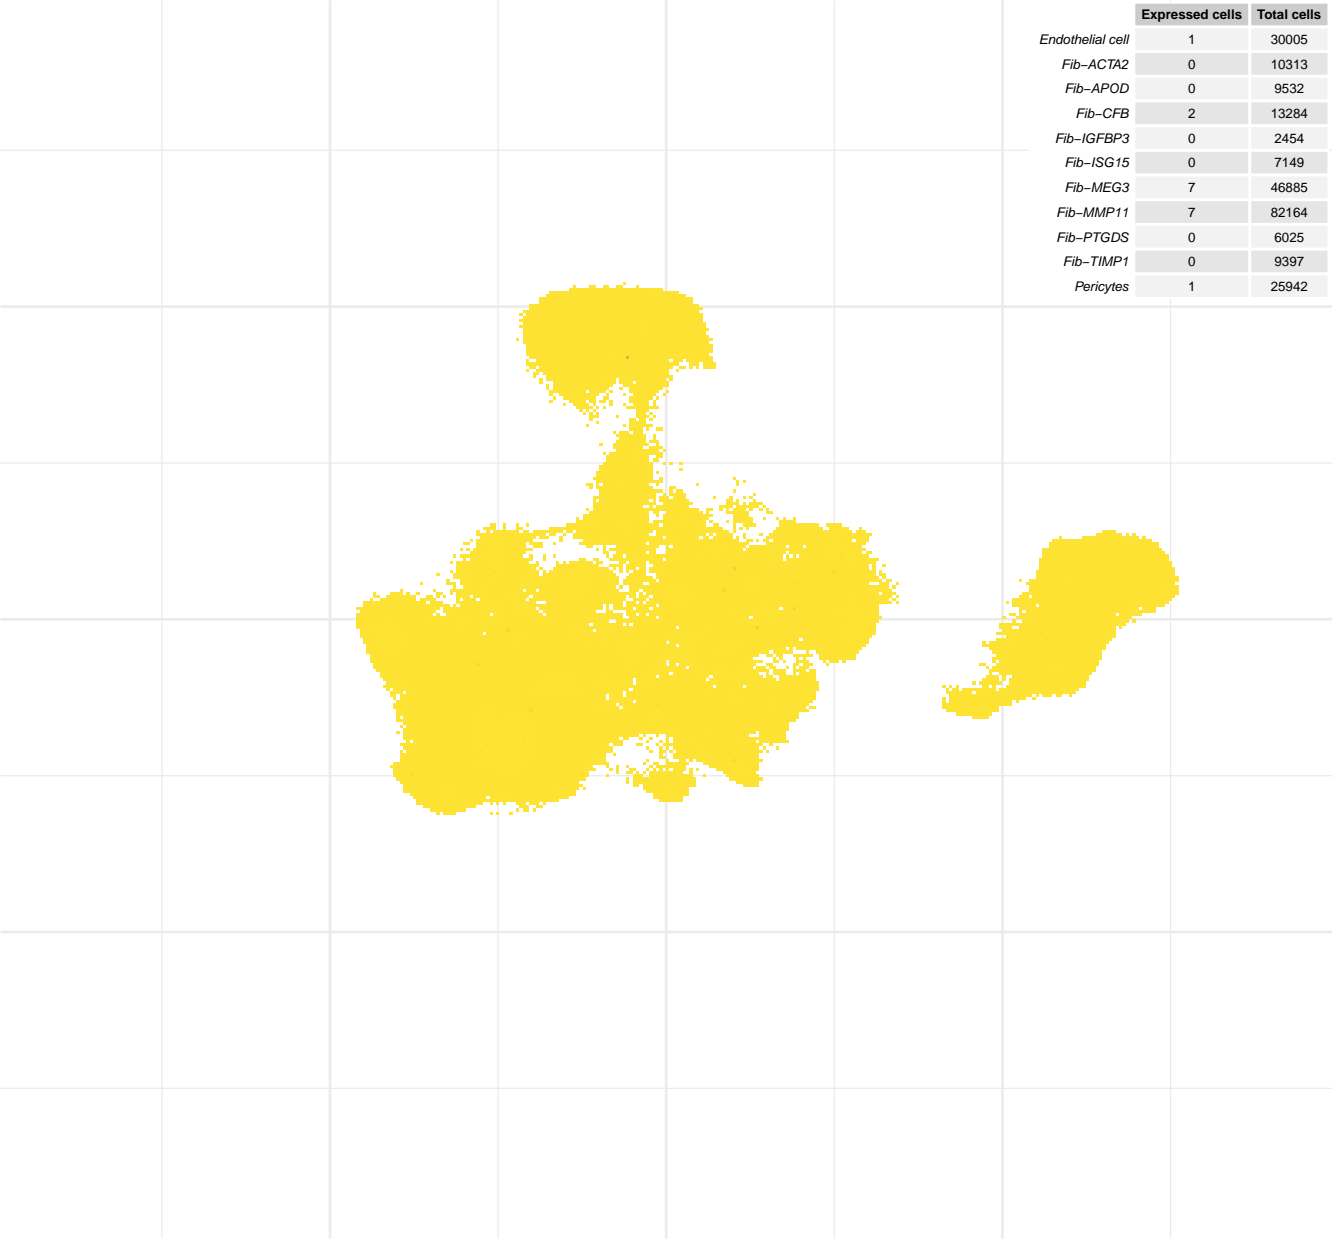 Expressed cells Total cells
Endothelial cell 1 30005
Fib−ACTA2 0 10313
Fib−APOD 0 9532
Fib−CFB 2 13284
Fib−IGFBP3 0 2454
Fib−ISG15 0 7149
Fib−MEG3 7 46885
Fib−MMP11 7 82164
Fib−PTGDS 0 6025
Fib−TIMP1 0 9397
Pericytes 1 25942